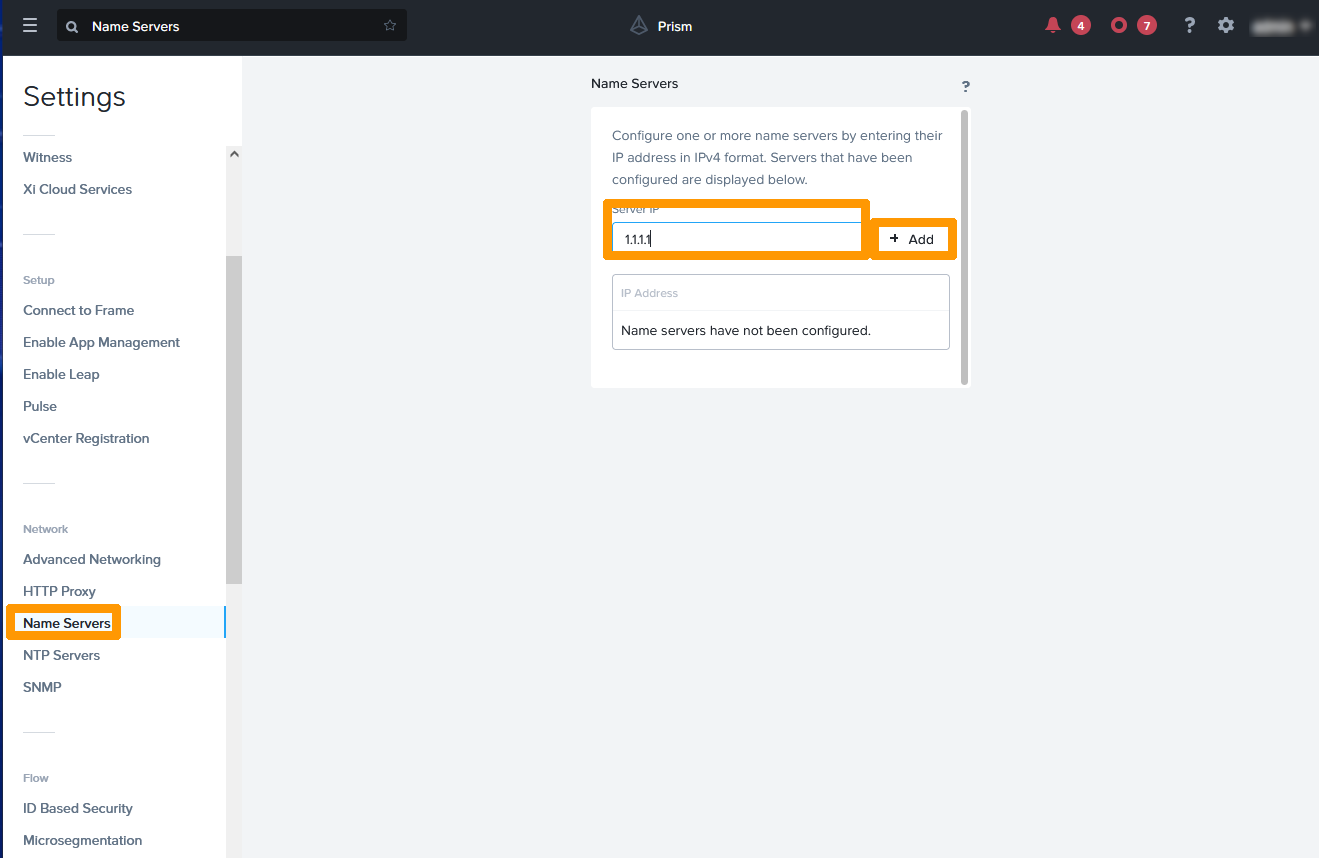 Name Servers
Prism
4
7
?
Settings
Witness
Xi Cloud Services
Setup
Connect to Frame
Enable App Management
Enable Leap
Pulse
vCenter Registration
Network
Advanced Networking
HTTP Proxy
Name Servers
NTP Servers
SNMP
Flow
ID Based Security
Microsegmentation
Name Servers
?
Configure one or more name servers by entering their
IP address in IPv4 format. Servers that have been
configured are displayed below.
Server IP
1.1.1.1
+ Add
IP Address
Name servers have not been configured.